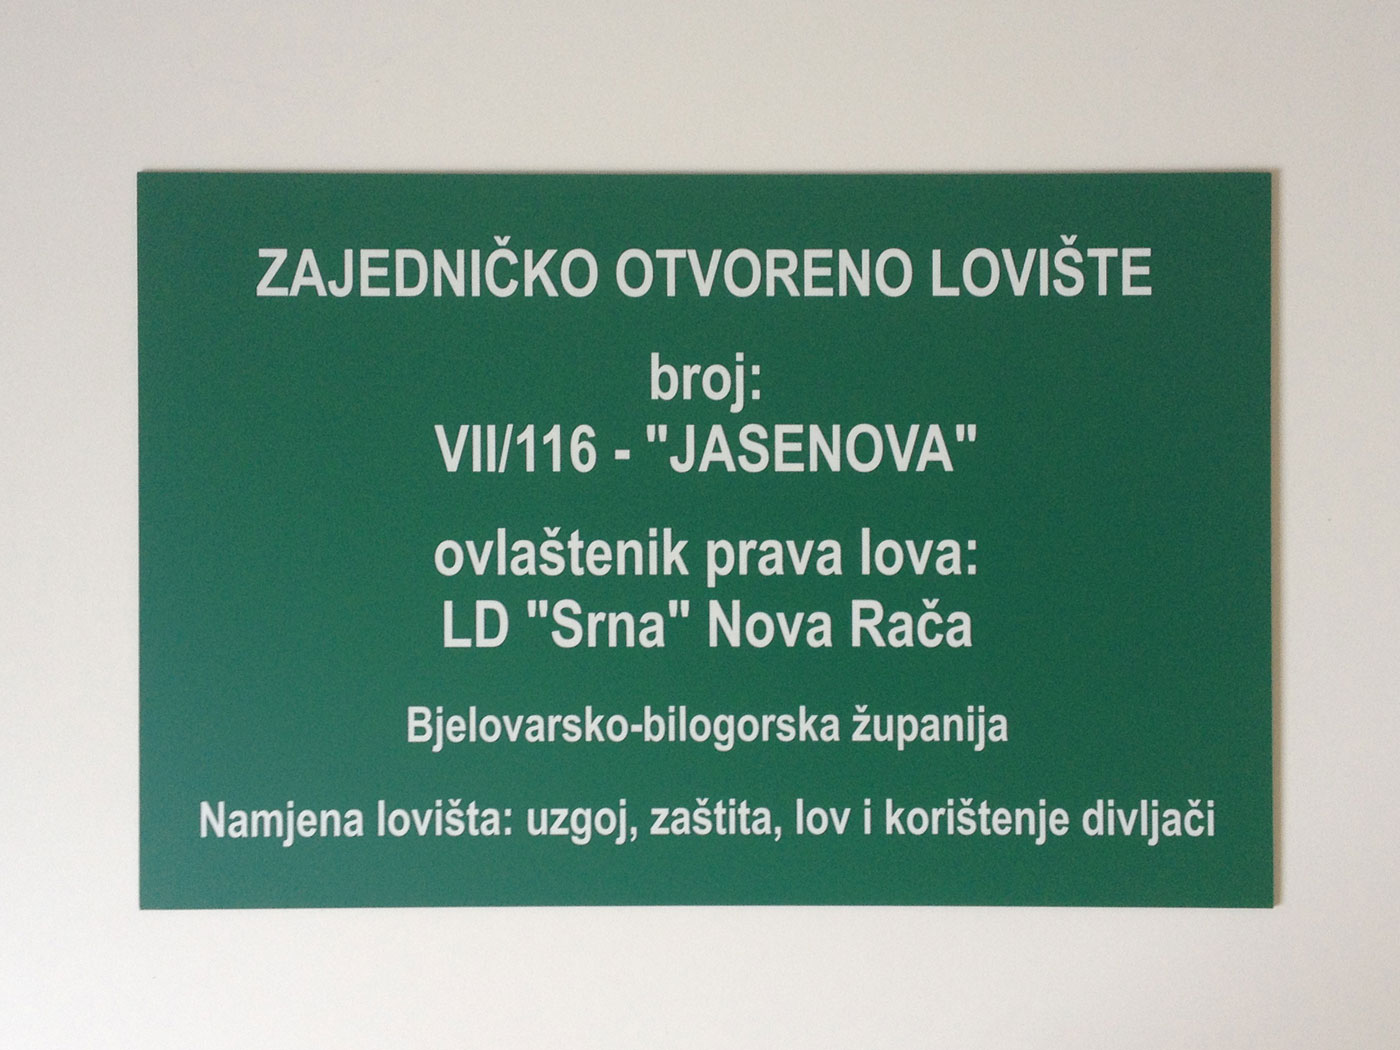 ZAJEDNIČKO OTVORENO LOVIŠTE
broj:
VII/116 - "JASENOVA"
ovlaštenik prava lova:
LD "Srna" Nova Rača
Bjelovarsko-bilogorska županija
Namjena lovišta: uzgoj, zaštita, lov i korištenje divljači